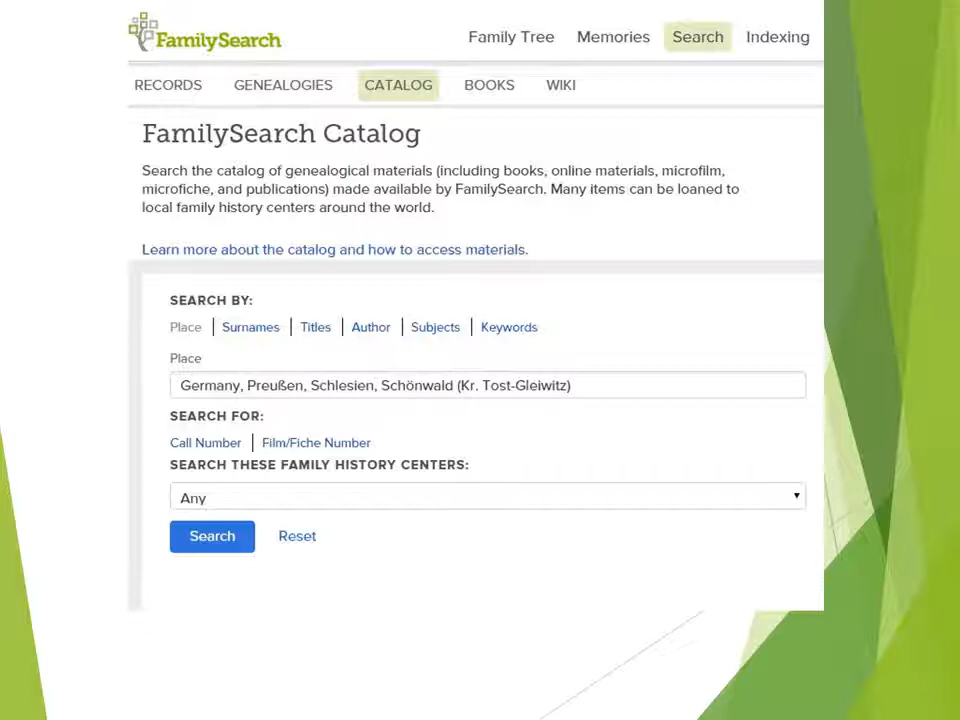 FamilySearch
Family Tree Memories Search Indexing
RECORDS GENEALOGIES CATALOG BOOKS WIKI
FamilySearch Catalog
Search the catalog of genealogical materials (including books, online materials, microfilm,
microfiche, and publications) made available by FamilySearch. Many items can be loaned to
local family history centers around the world.
Learn more about the catalog and how to access materials.
SEARCH BY:
Place | Surnames | Titles | Author | Subjects | Keywords
Place
Germany, Preußen, Schlesien, Schönwald (Kr. Tost-Gleiwitz)
SEARCH FOR:
Call Number | Film/Fiche Number
SEARCH THESE FAMILY HISTORY CENTERS:
Any
Search Reset